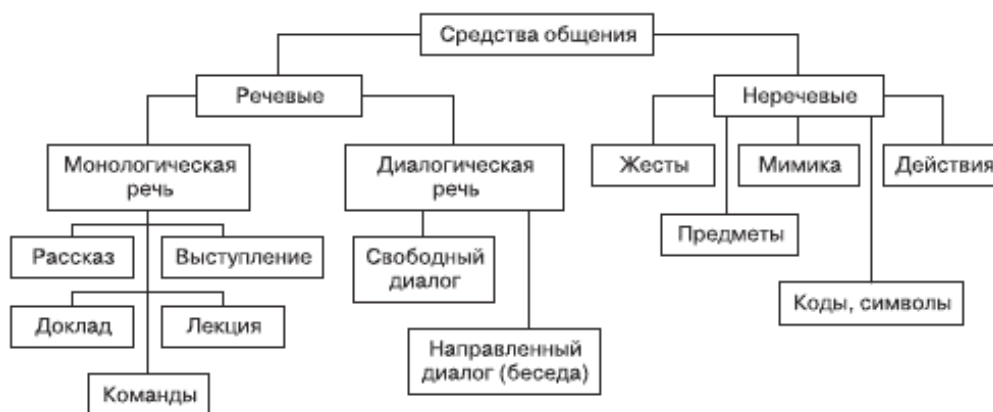 Средства общения
Речевые
Неречевые
Монологическая
речь
Диалогическая
речь
Жесты
Мимика
Действия
Предметы
Рассказ
Выступление
Свободный
диалог
Коды, символы
Доклад
Лекция
Направленный
диалог (беседа)
Команды